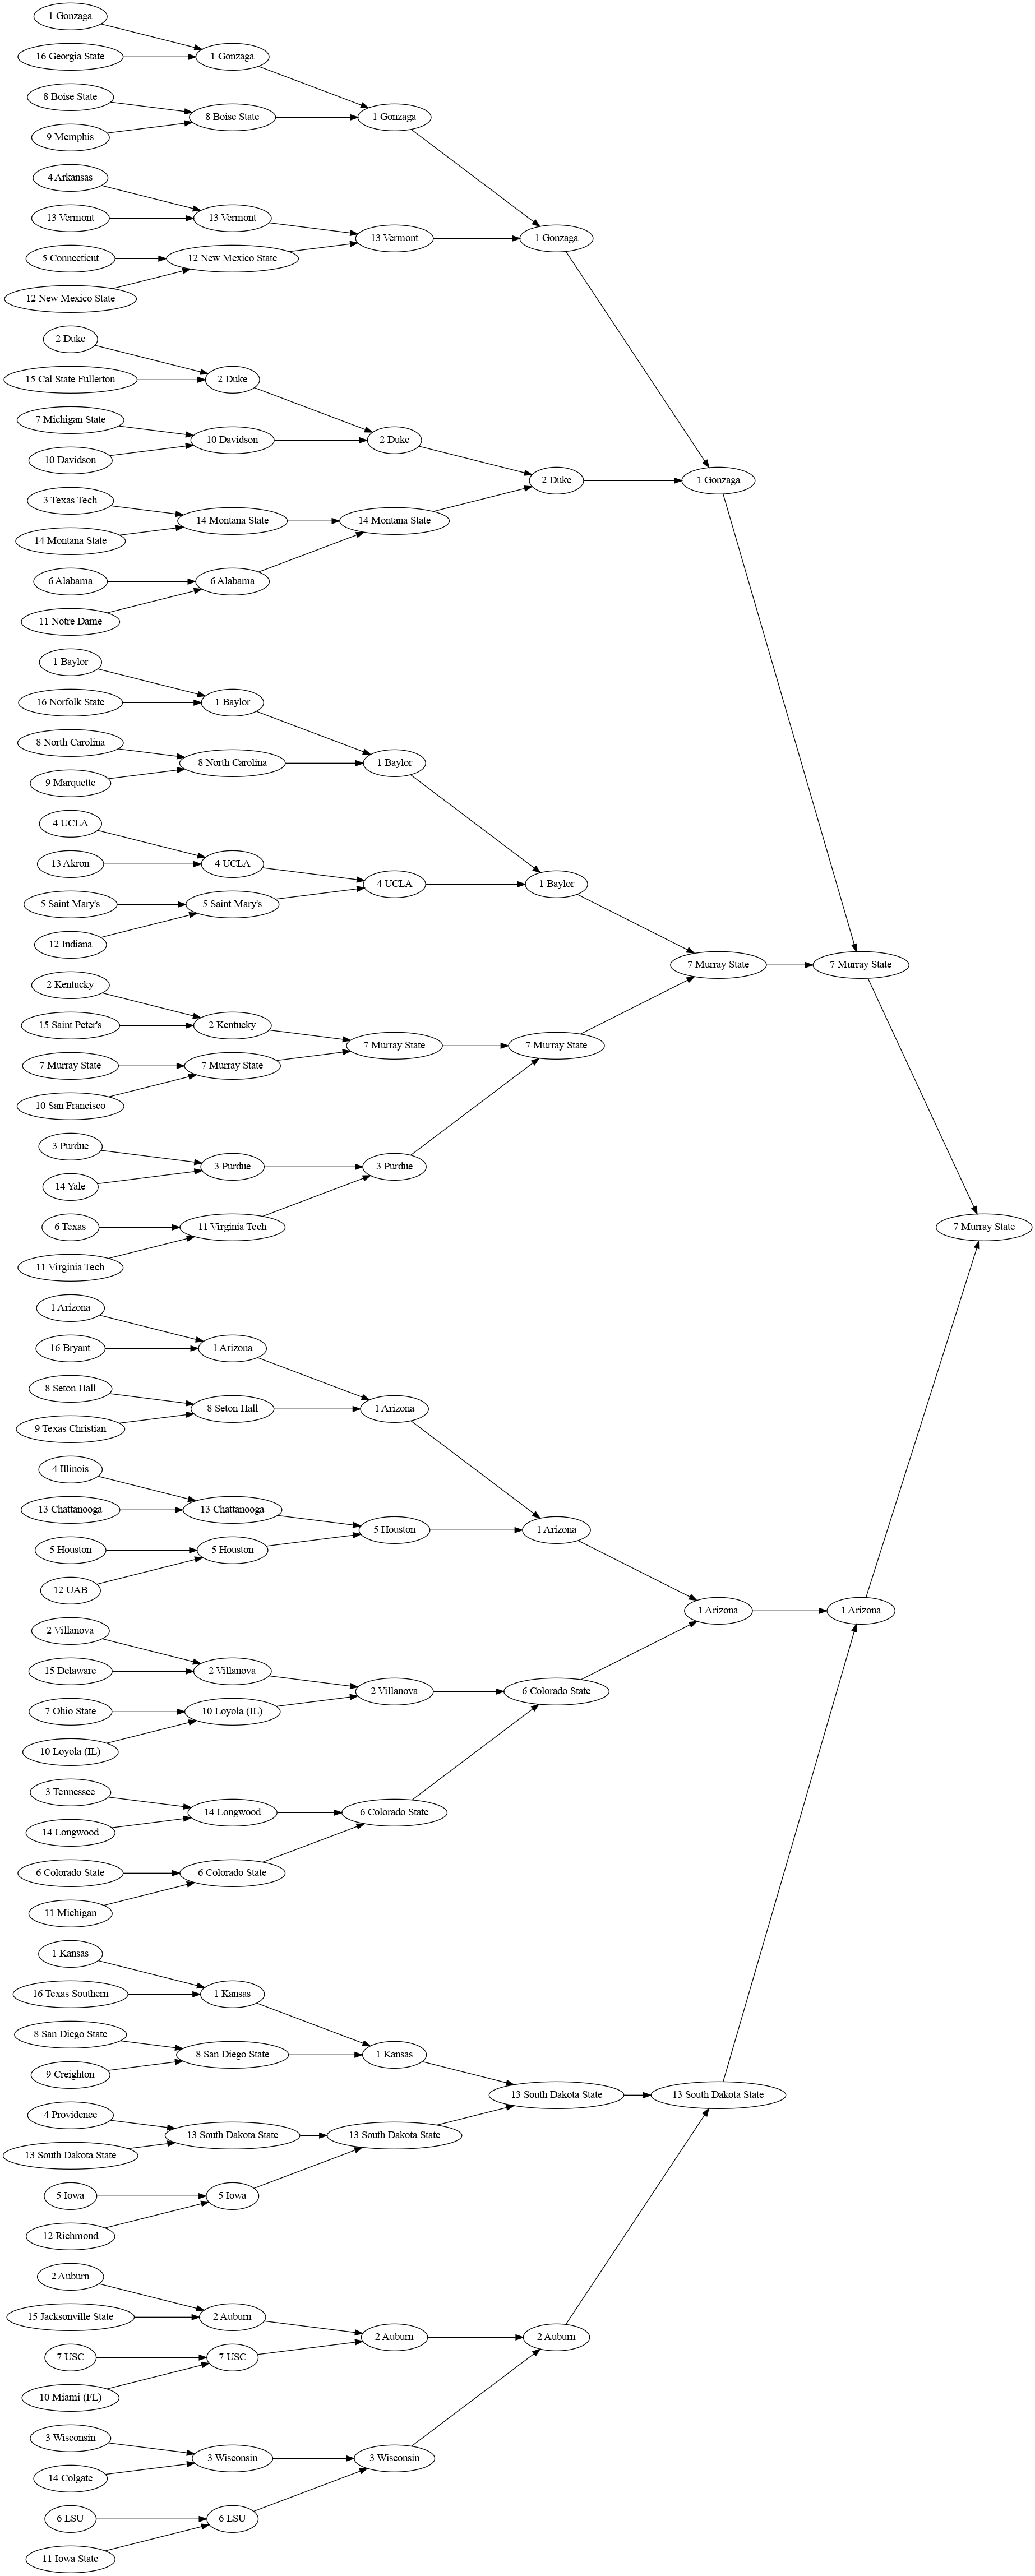 1 Gonzaga
1 Gonzaga
16 Georgia State
8 Boise State
1 Gonzaga
8 Boise State
9 Memphis
4 Arkansas
13 Vermont
13 Vermont
13 Vermont
1 Gonzaga
5 Connecticut
12 New Mexico State
12 New Mexico State
2 Duke
2 Duke
15 Cal State Fullerton
7 Michigan State
10 Davidson
2 Duke
10 Davidson
1 Gonzaga
2 Duke
3 Texas Tech
14 Montana State
14 Montana State
14 Montana State
6 Alabama
6 Alabama
11 Notre Dame
1 Baylor
1 Baylor
16 Norfolk State
8 North Carolina
8 North Carolina
1 Baylor
9 Marquette
4 UCLA
4 UCLA
13 Akron
4 UCLA
1 Baylor
5 Saint Mary's
5 Saint Mary's
12 Indiana
7 Murray State
7 Murray State
2 Kentucky
2 Kentucky
15 Saint Peter's
7 Murray State
7 Murray State
7 Murray State
7 Murray State
10 San Francisco
3 Purdue
3 Purdue
3 Purdue
14 Yale
6 Texas
11 Virginia Tech
7 Murray State
11 Virginia Tech
1 Arizona
1 Arizona
16 Bryant
8 Seton Hall
8 Seton Hall
1 Arizona
9 Texas Christian
4 Illinois
13 Chattanooga
13 Chattanooga
5 Houston
1 Arizona
5 Houston
5 Houston
12 UAB
1 Arizona
1 Arizona
2 Villanova
2 Villanova
15 Delaware
2 Villanova
6 Colorado State
7 Ohio State
10 Loyola (IL)
10 Loyola (IL)
3 Tennessee
14 Longwood
6 Colorado State
14 Longwood
6 Colorado State
6 Colorado State
11 Michigan
1 Kansas
1 Kansas
16 Texas Southern
8 San Diego State
8 San Diego State
1 Kansas
9 Creighton
13 South Dakota State
13 South Dakota State
4 Providence
13 South Dakota State
13 South Dakota State
13 South Dakota State
5 Iowa
5 Iowa
12 Richmond
2 Auburn
2 Auburn
15 Jacksonville State
2 Auburn
2 Auburn
7 USC
7 USC
10 Miami (FL)
3 Wisconsin
3 Wisconsin
3 Wisconsin
14 Colgate
6 LSU
6 LSU
11 Iowa State